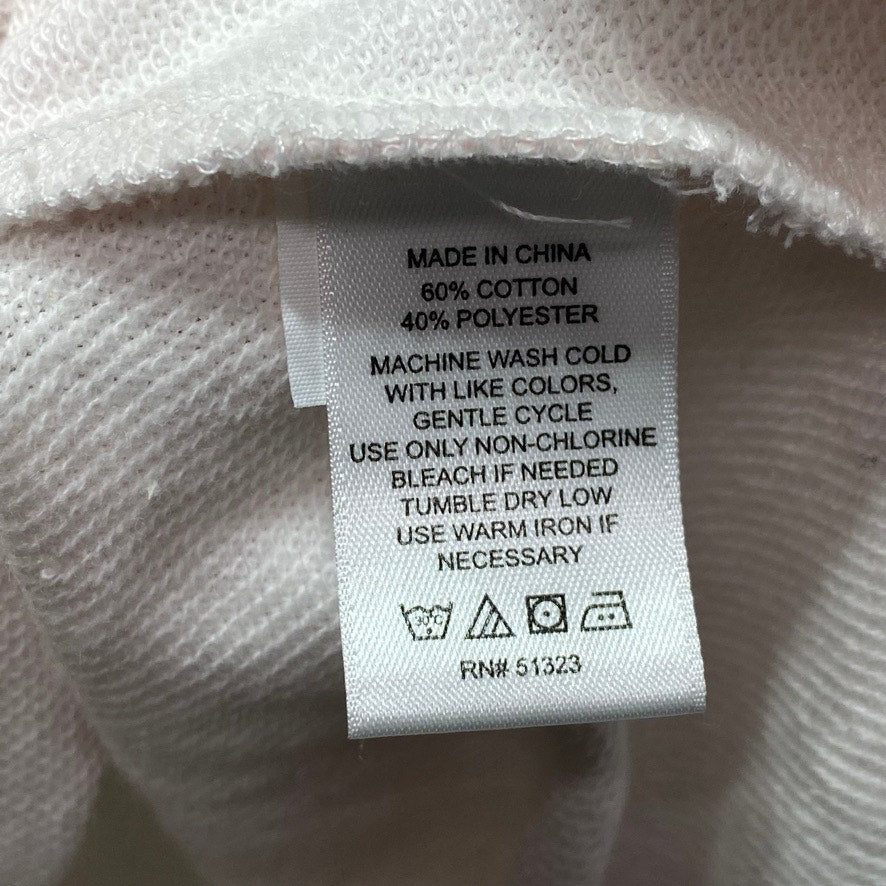 MADE IN CHINA
60% COTTON
40% POLYESTER
MACHINE WASH COLD
WITH LIKE COLORS,
GENTLE CYCLE
USE ONLY NON-CHLORINE
BLEACH IF NEEDED
TUMBLE DRY LOW
USE WARM IRON IF
NECESSARY
30°C
RN# 51323